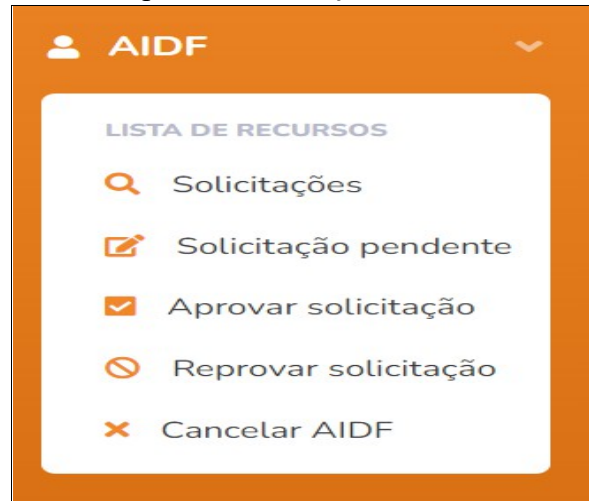 AIDF
LISTA DE RECURSOS
Solicitações
Solicitação pendente
Aprovar solicitação
Reprovar solicitação
Cancelar AIDF